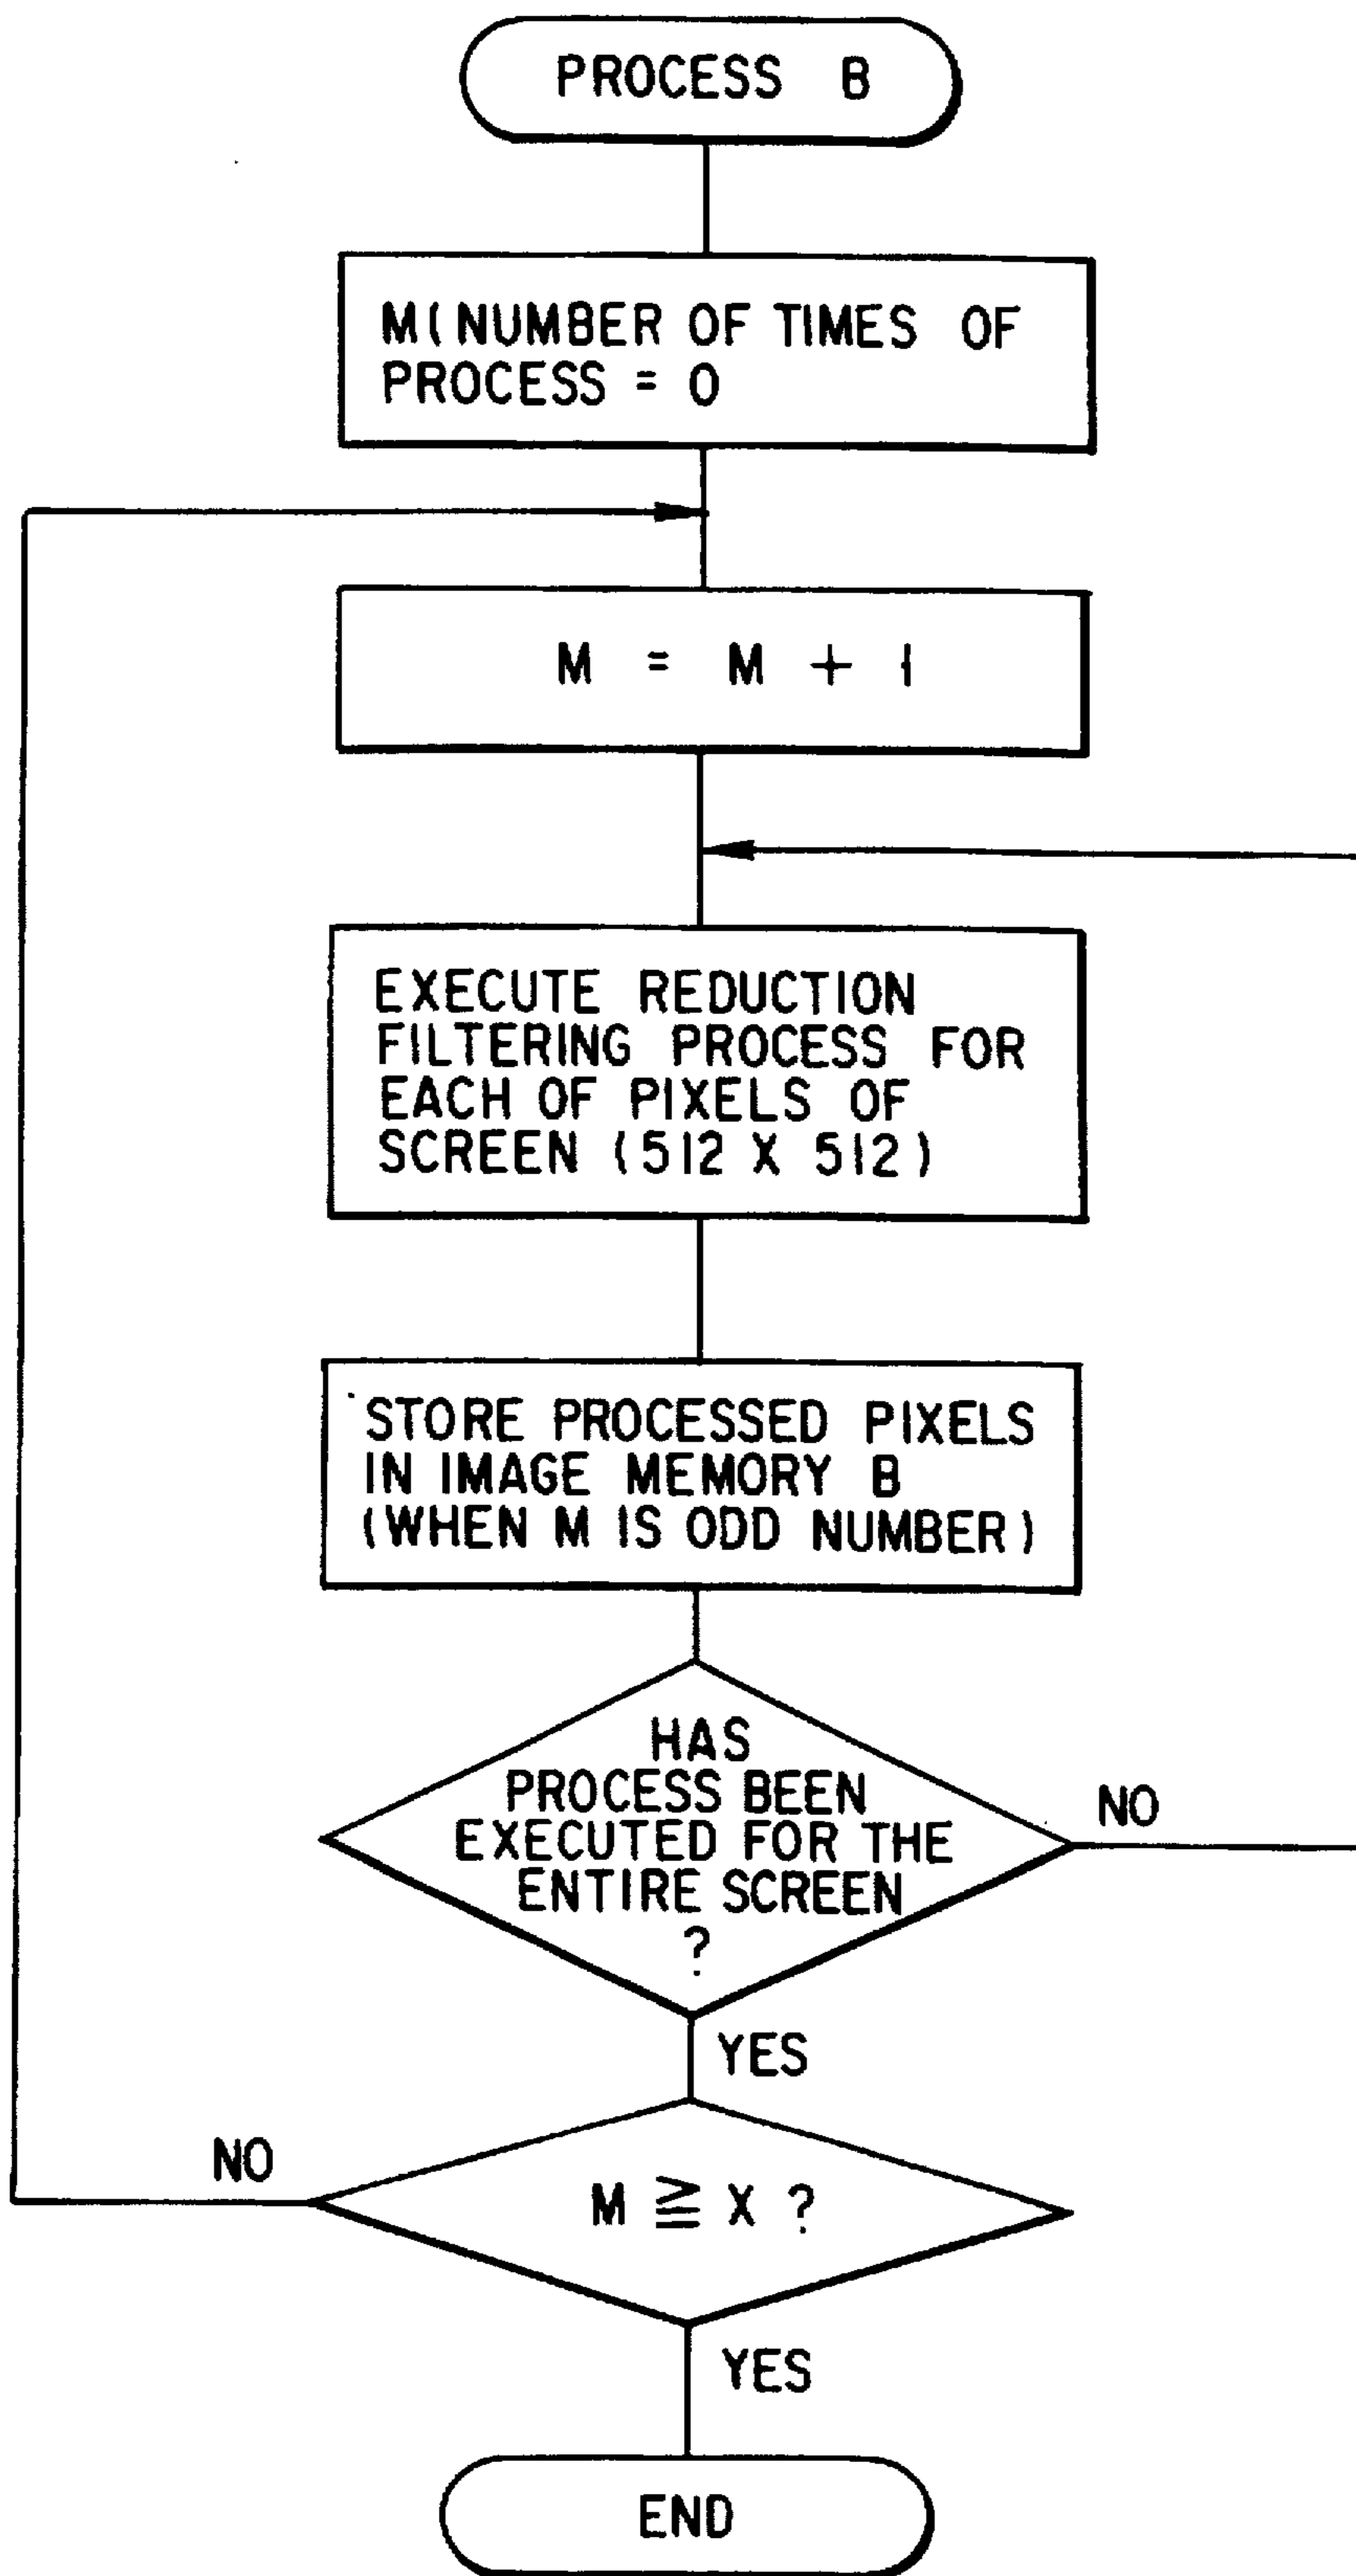 PROCESS B
M(NUMBER OF TIMES OF
PROCESS = 0
M = M + 1
EXECUTE REDUCTION
FILTERING PROCESS FOR
EACH OF PIXELS OF
SCREEN (512 X 512)
STORE PROCESSED PIXELS
IN IMAGE MEMORY B
(WHEN M IS ODD NUMBER)
HAS
PROCESS BEEN
EXECUTED FOR THE
ENTIRE SCREEN
?
NO
YES
NO
M ≧ X ?
YES
END